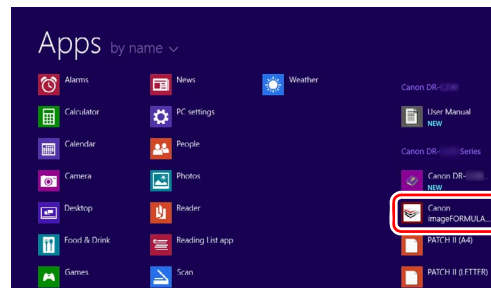 Apps by name
Alarms
Calculator
Calendar
Camera
Desktop
Food & Drink
Games
News
PC settings
People
Photos
Reader
Reading List app
Scan
Weather
Canon DR-
User Manual
NEW
Canon DR- Series
Canon DR-
NEW
Canon
imageFORMULA...
PATCH II (A4)
PATCH II (LETTER)